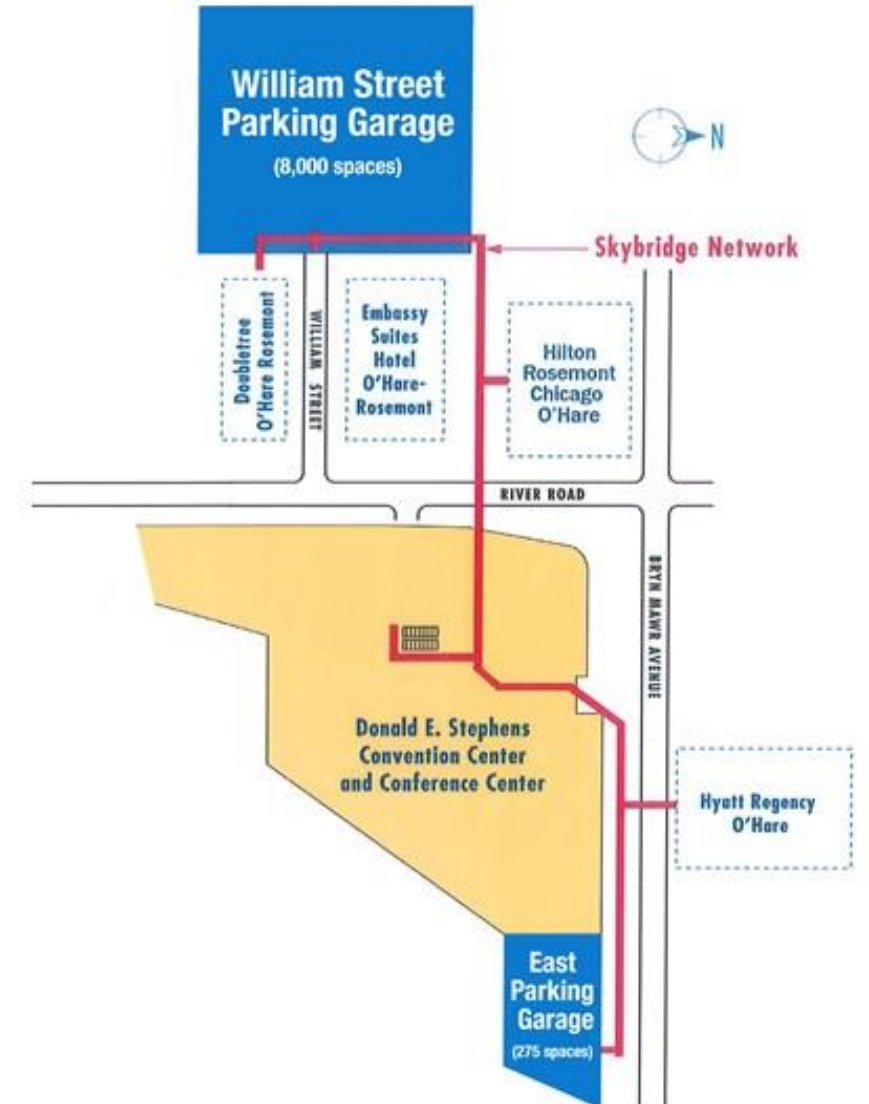 William Street
Parking Garage
(8,000 spaces)
N
Skybridge Network
Doubletree
O'Hare Rosemont
WILLIAM STREET
Embassy
Suites
Hotel
O'Hare-
Rosemont
Hilton
Rosemont
Chicago
O'Hare
RIVER ROAD
BRYN MAWR AVENUE
Donald E. Stephens
Convention Center
and Conference Center
Hyatt Regency
O'Hare
East
Parking
Garage
(275 spaces)